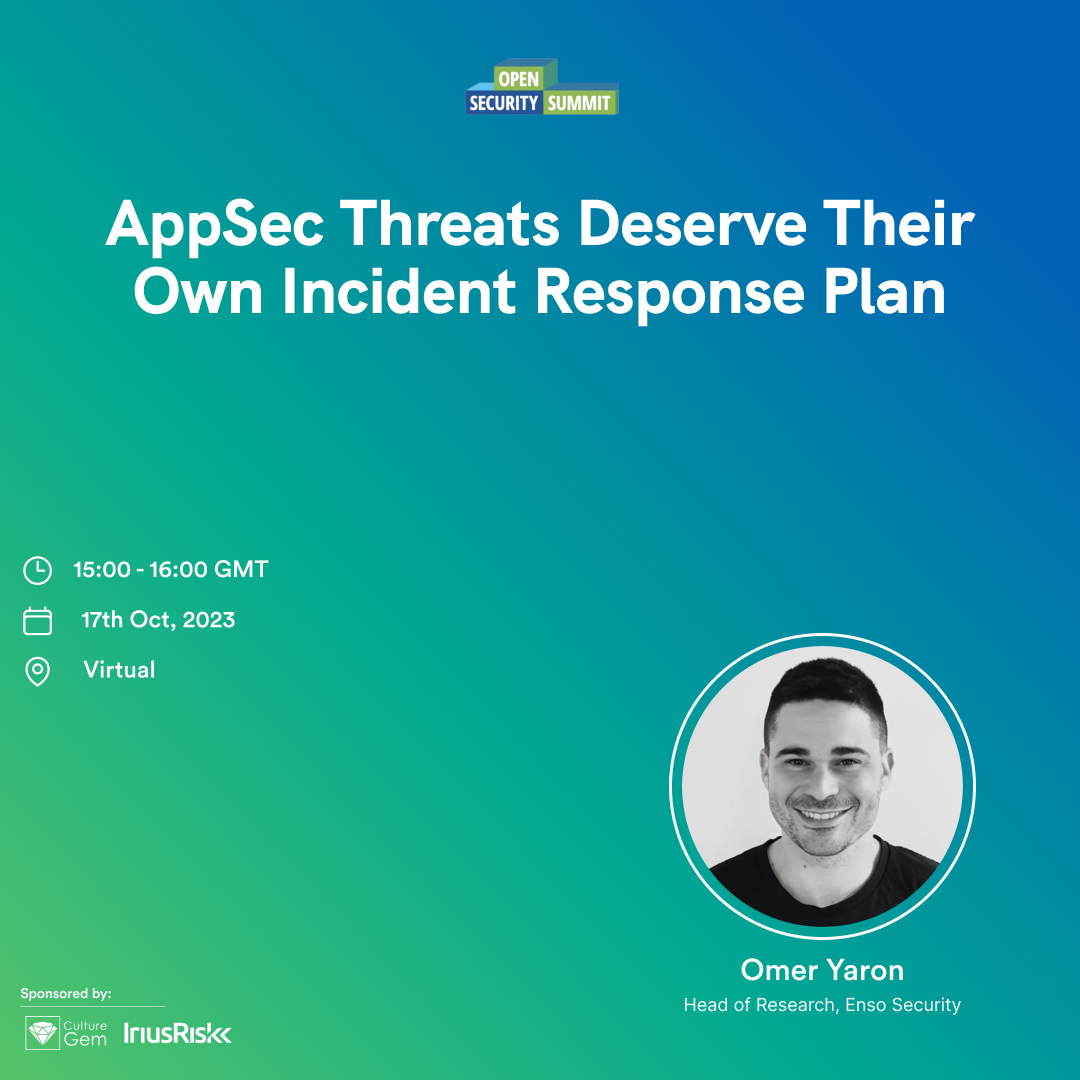 OPEN
SECURITY SUMMIT
AppSec Threats Deserve Their
Own Incident Response Plan
15:00 - 16:00 GMT
17th Oct, 2023
Virtual
Omer Yaron
Head of Research, Enso Security
Sponsored by:
Culture
Gem
IriusRisk